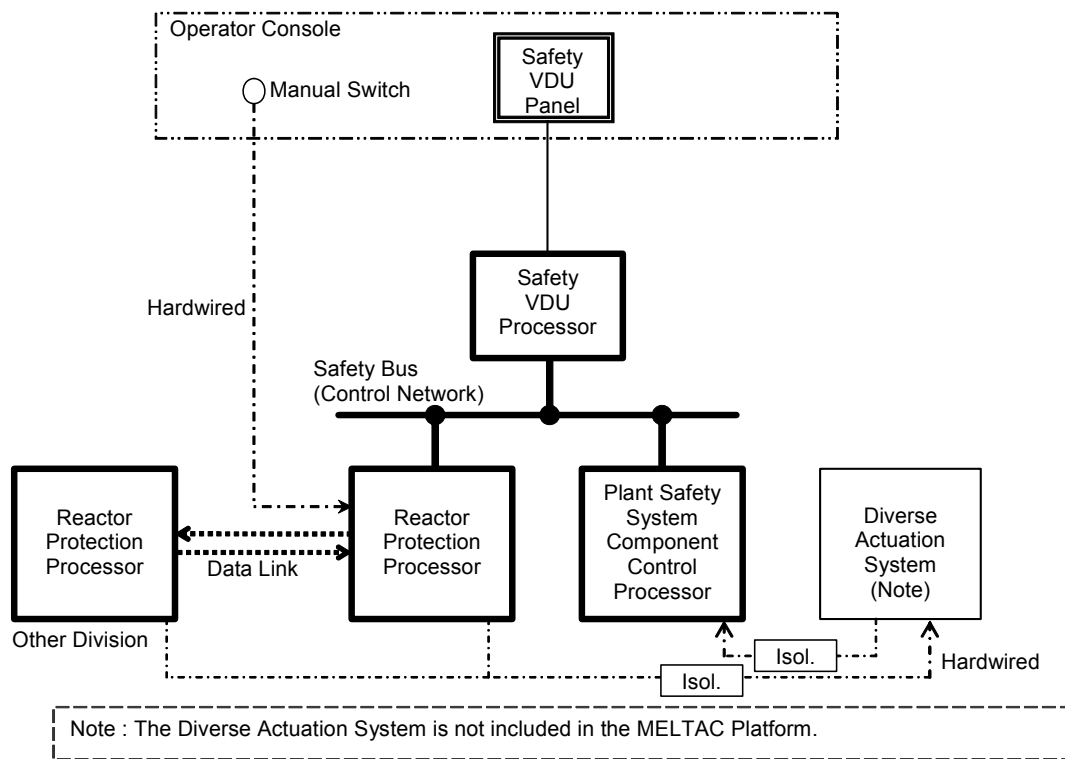 Operator Console
Manual Switch
Safety
VDU
Panel
Hardwired
Safety
VDU
Processor
Safety Bus
(Control Network)
Reactor
Protection
Processor
Data Link
Reactor
Protection
Processor
Plant Safety
System
Component
Control
Processor
Diverse
Actuation
System
(Note)
Other Division
Isol.
Isol.
Hardwired
Note : The Diverse Actuation System is not included in the MELTAC Platform.